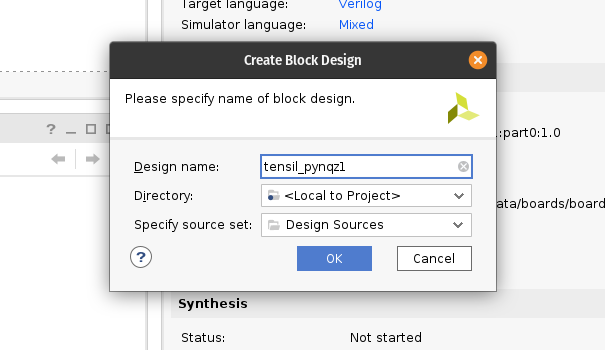 Target language: Verilog
Simulator language: Mixed
Create Block Design
Please specify name of block design.
:part0:1.0
Design name: tensil_pynqz1
Directory: <Local to Project>
ata/boards/board
Specify source set: Design Sources
? OK Cancel
Synthesis
Status: Not started